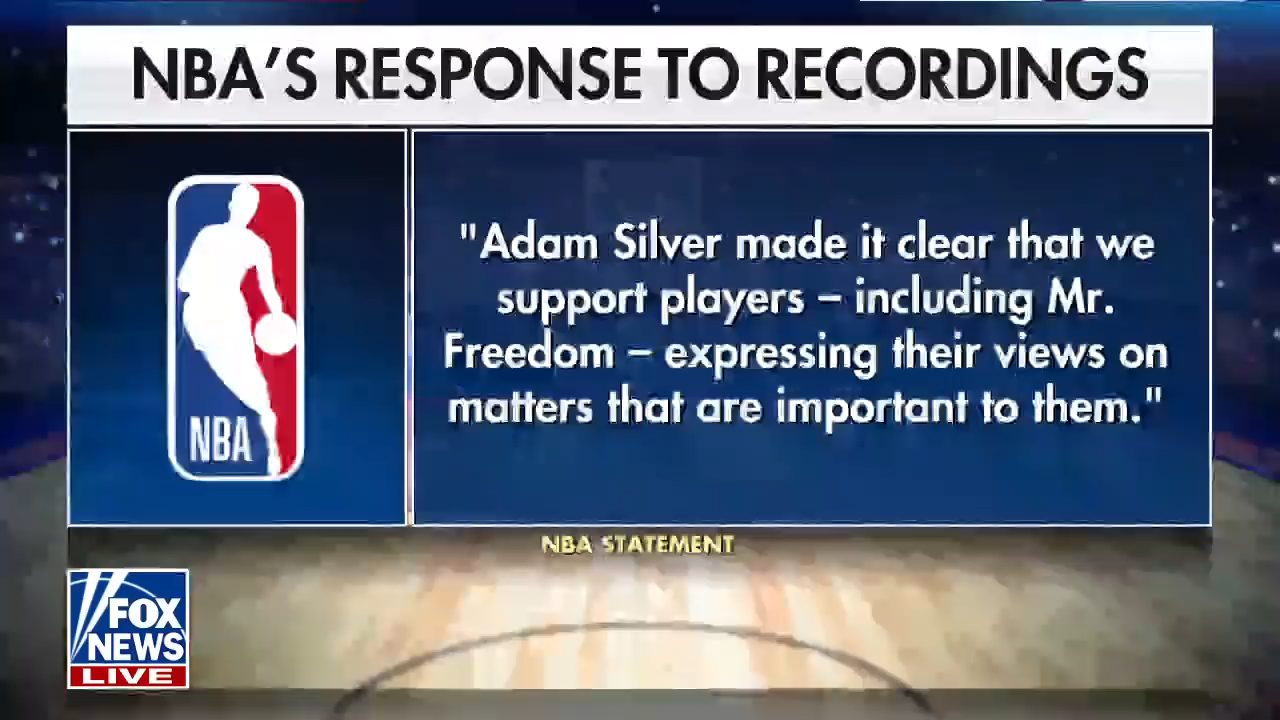 NBA'S RESPONSE TO RECORDINGS
NBA
"Adam Silver made it clear that we
support players – including Mr.
Freedom – expressing their views on
matters that are important to them."
NBA STATEMENT
FOX
NEWS
LIVE